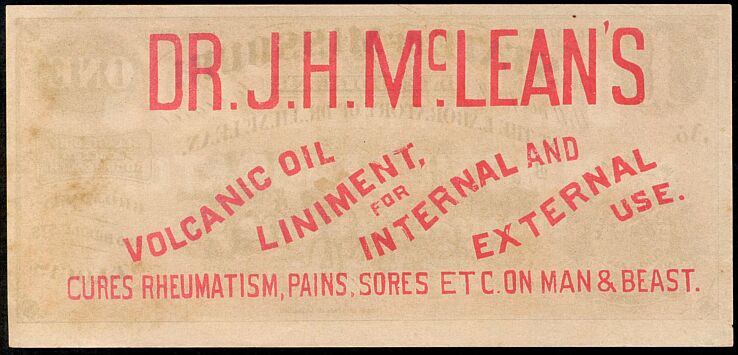 DR. J. H. McLEAN'S
VOLCANIC OIL
LINIMENT,
FOR
INTERNAL AND
EXTERNAL
USE.
CURES RHEUMATISM, PAINS, SORES ETC. ON MAN & BEAST.